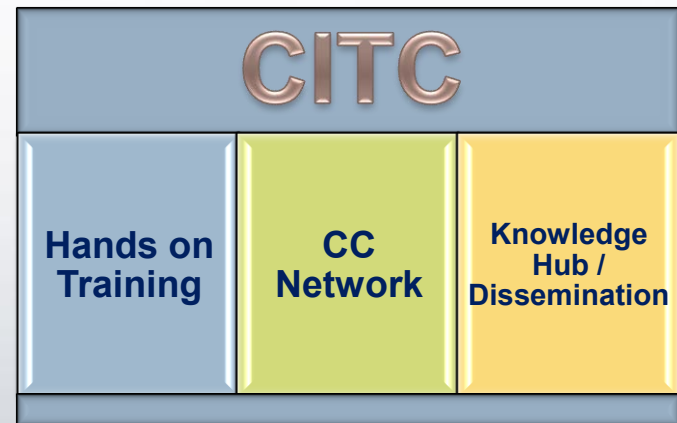 CITC
Hands on
Training
CC
Network
Knowledge
Hub /
Dissemination